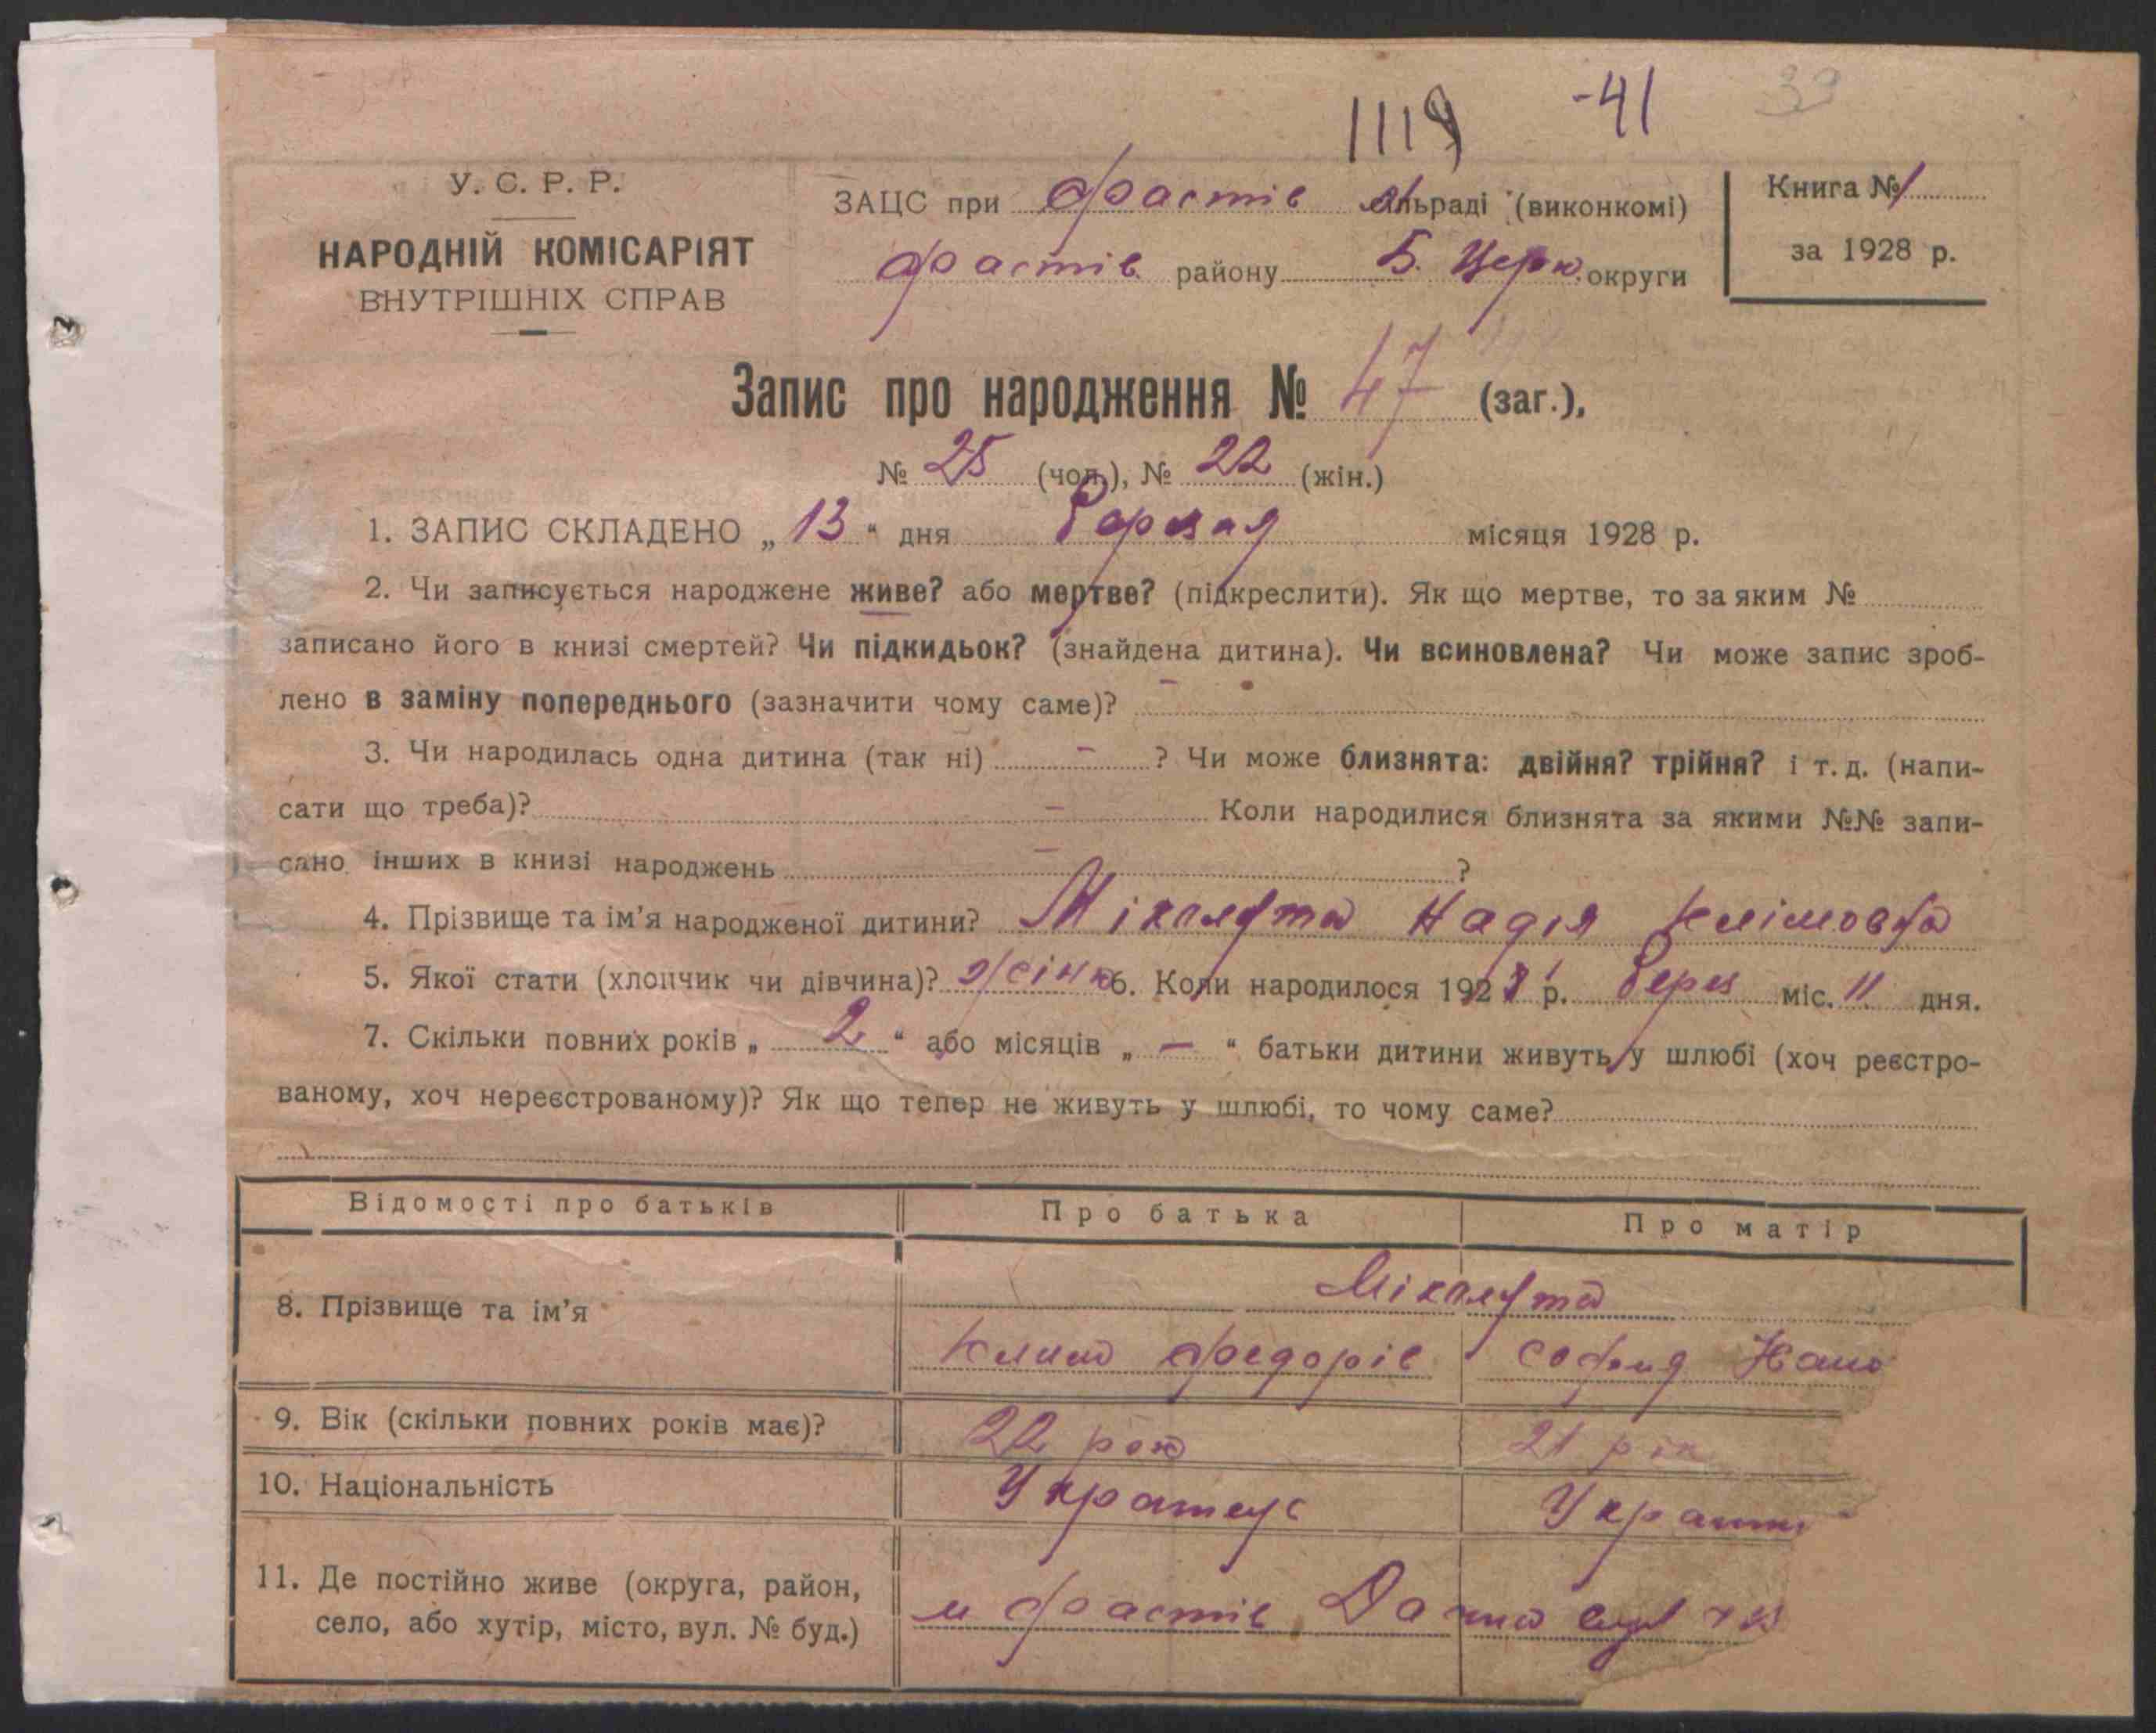 1119 -41 39
У. С. Р. Р.
НАРОДНІЙ КОМІСАРІЯТ
ВНУТРІШНІХ СПРАВ
ЗАЦС при Фастів сільраді (виконкомі)
Фастів району Б. Церк. округи
Книга № 1
за 1928 р.
Запис про народження № 47 (заг.),
№ 25 (чол.), № 22 (жін.)
1. ЗАПИС СКЛАДЕНО „ 13 “ дня березня місяця 1928 р.
2. Чи записується народжене живе? або мертве? (підкреслити). Як що мертве, то за яким №
записано його в книзі смертей? Чи підкидьок? (знайдена дитина). Чи всиновлена? Чи може запис зроб-
лено в заміну попереднього (зазначити чому саме)? –
3. Чи народилась одна дитина (так ні) – ? Чи може близнята: двійня? трійня? і т. д. (напи-
сати що треба)? – Коли народилися близнята за якими №№ запи-
сано інших в книзі народжень – ?
4. Прізвище та ім’я народженої дитини? Міхалута Надія Клімовна
5. Якої стати (хлопчик чи дівчина)? жінк 6. Коли народилося 1928 р. берез міс. 11 дня.
7. Скільки повних років „ 2 “ або місяців „ – “ батьки дитини живуть у шлюбі (хоч реєстро-
ваному, хоч нереєстрованому)? Як що тепер не живуть у шлюбі, то чому саме?
Відомості про батьків Про батька Про матір
8. Прізвище та ім’я Міхалута
Клим Федорів Софія
9. Вік (скільки повних років має)? 22 рок 21 рік
10. Національність Українец Україн
11. Де постійно живе (округа, район,
село, або хутір, місто, вул. № буд.)
м Фастів